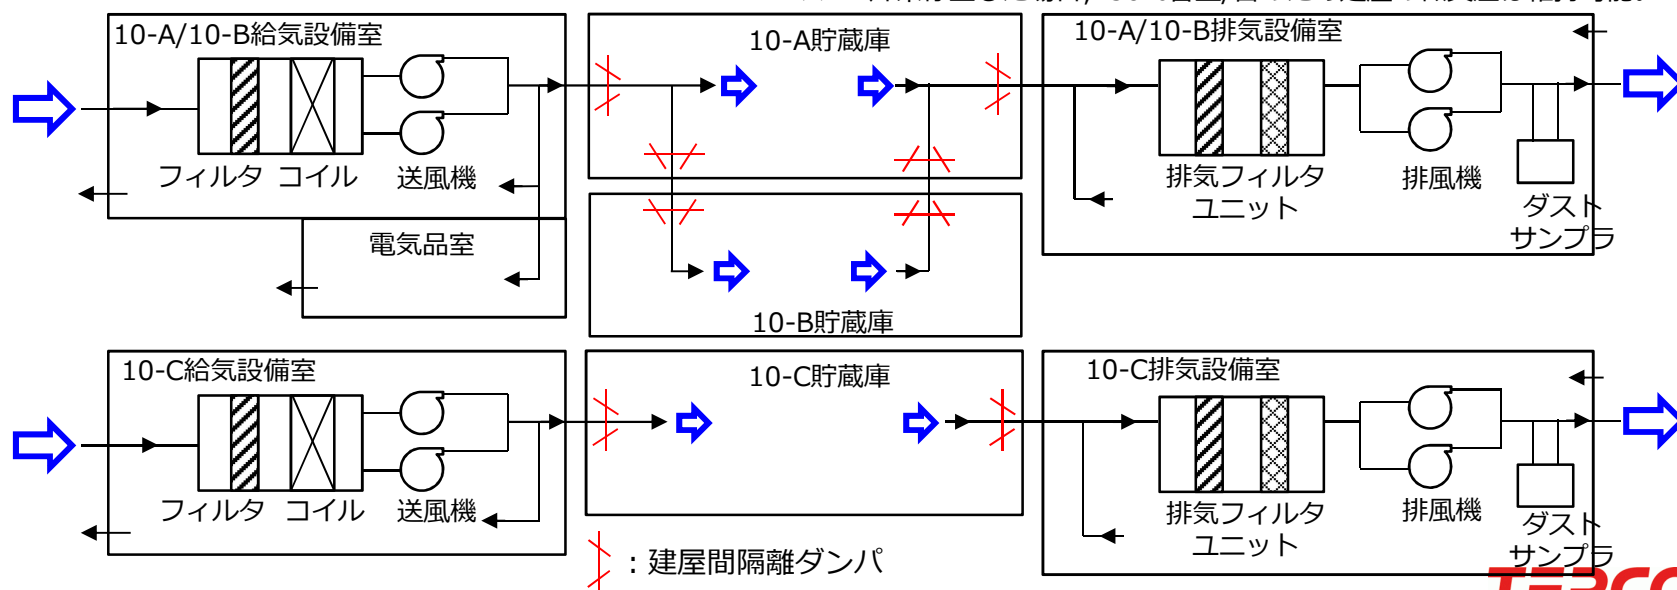 10-A/10-B給気設備室
10-A貯蔵庫
10-A/10-B排気設備室
フィルタ
コイル
送風機
排気フィルタ
ユニット
排風機
ダスト
サンプラ
電気品室
10-B貯蔵庫
10-C給気設備室
10-C貯蔵庫
10-C排気設備室
フィルタ
コイル
送風機
排気フィルタ
ユニット
排風機
ダスト
サンプラ
：建屋間隔離ダンパ